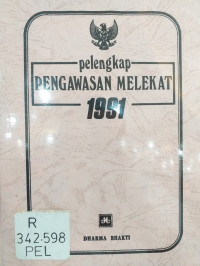 pelengkap
PENGAWASAN MELEKAT
1991
R
342.598
PEL
DHARMA BHAKTI